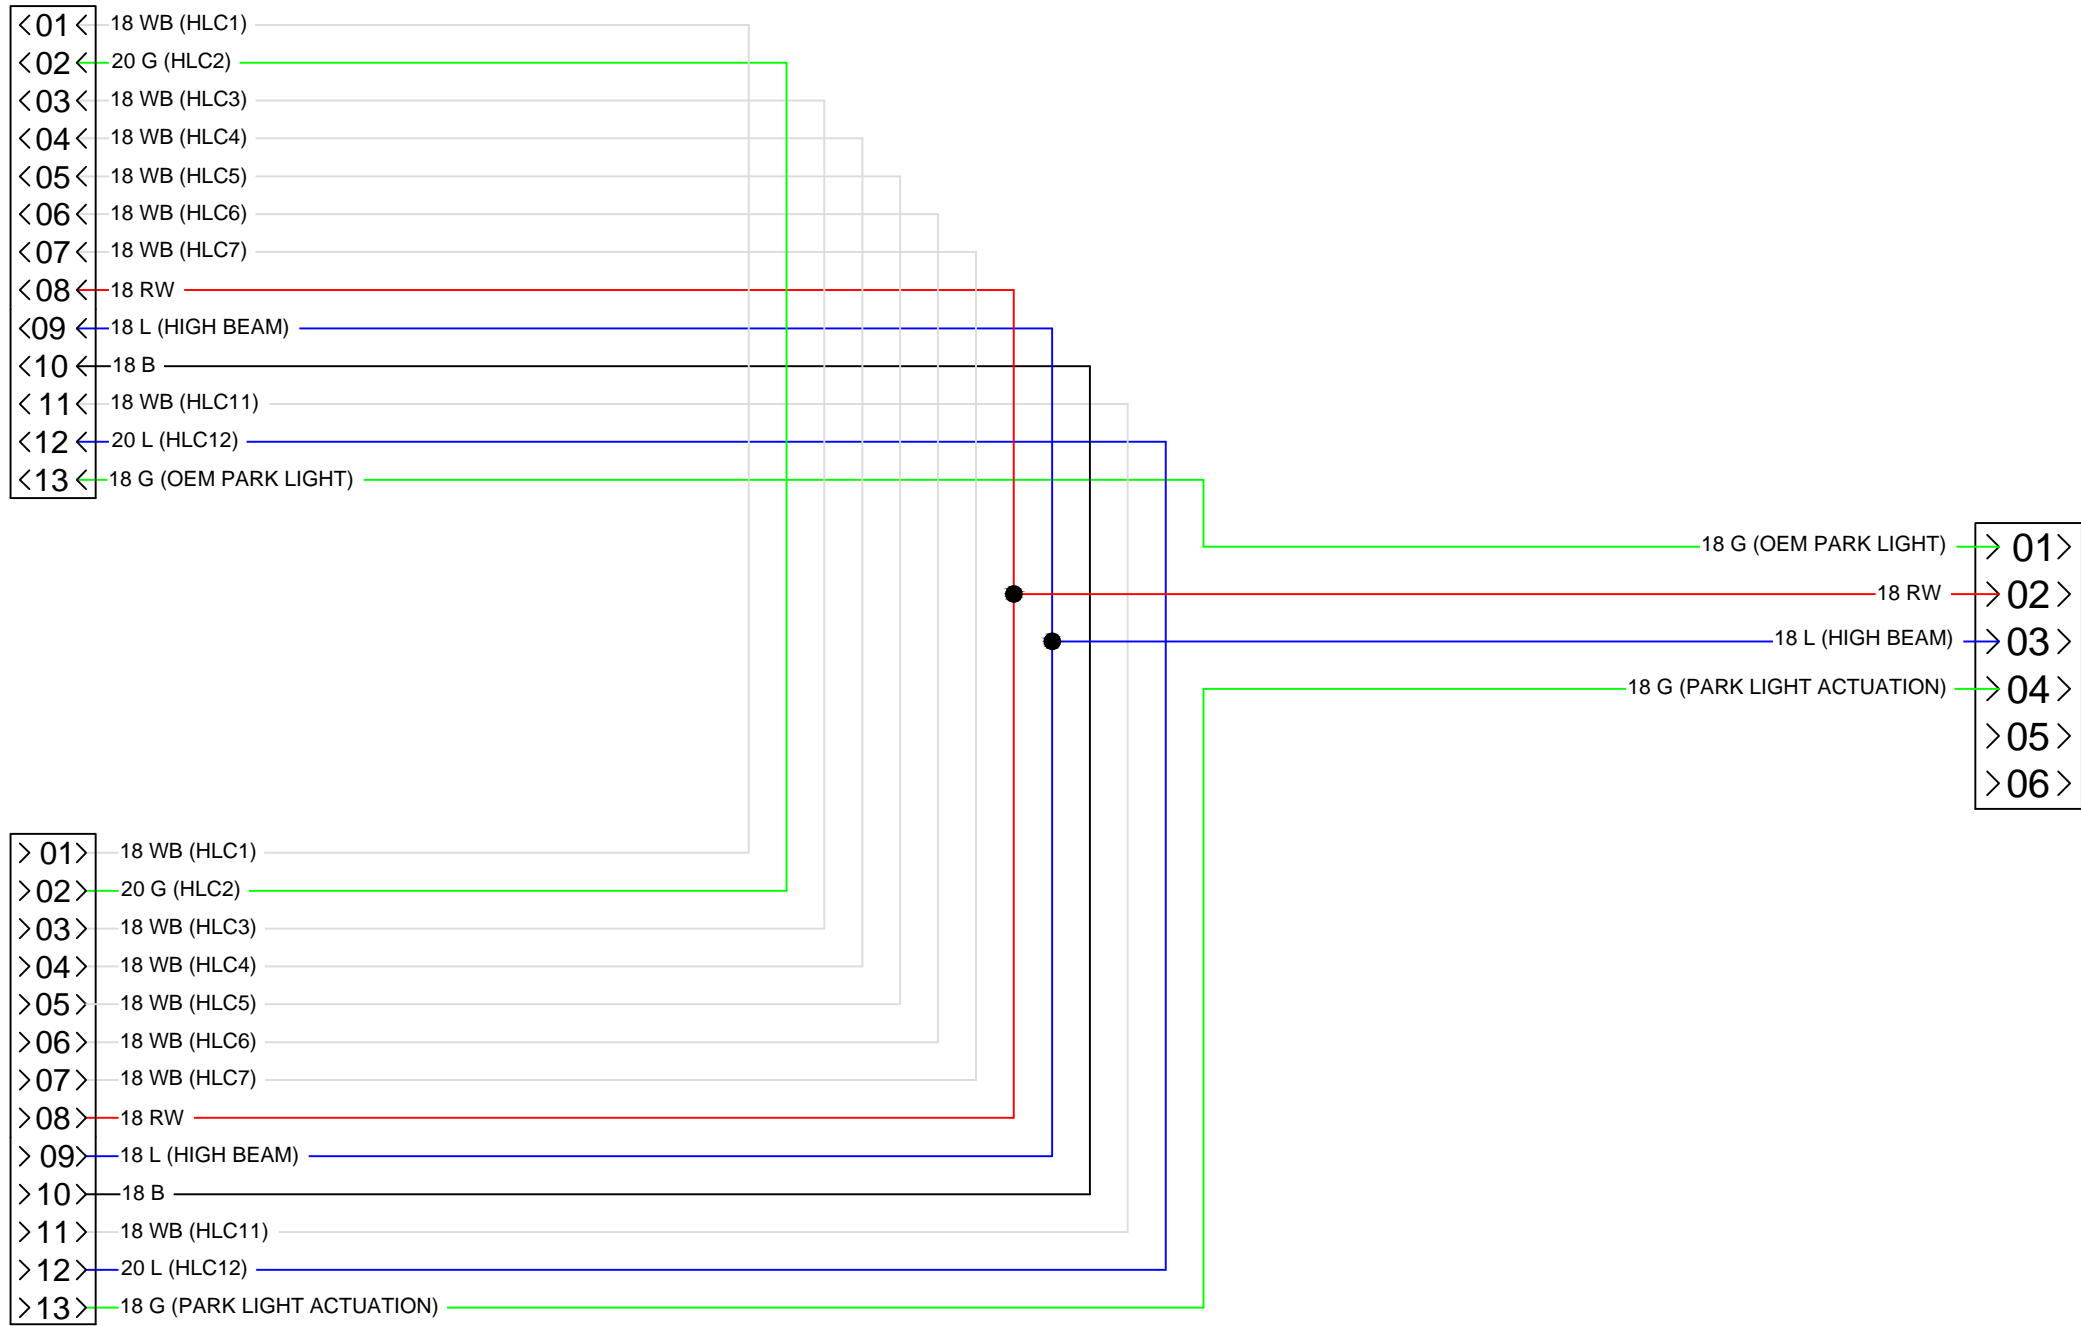 01 18 WB (HLC1)
02 20 G (HLC2)
03 18 WB (HLC3)
04 18 WB (HLC4)
05 18 WB (HLC5)
06 18 WB (HLC6)
07 18 WB (HLC7)
08 18 RW
09 18 L (HIGH BEAM)
10 18 B
11 18 WB (HLC11)
12 20 L (HLC12)
13 18 G (OEM PARK LIGHT)
18 G (OEM PARK LIGHT) 01
18 RW 02
18 L (HIGH BEAM) 03
18 G (PARK LIGHT ACTUATION) 04
05
06
01 18 WB (HLC1)
02 20 G (HLC2)
03 18 WB (HLC3)
04 18 WB (HLC4)
05 18 WB (HLC5)
06 18 WB (HLC6)
07 18 WB (HLC7)
08 18 RW
09 18 L (HIGH BEAM)
10 18 B
11 18 WB (HLC11)
12 20 L (HLC12)
13 18 G (PARK LIGHT ACTUATION)